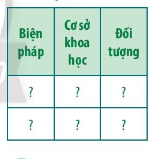 Biện pháp
Cơ sở khoa học
Đối tượng
? ? ?
? ? ?